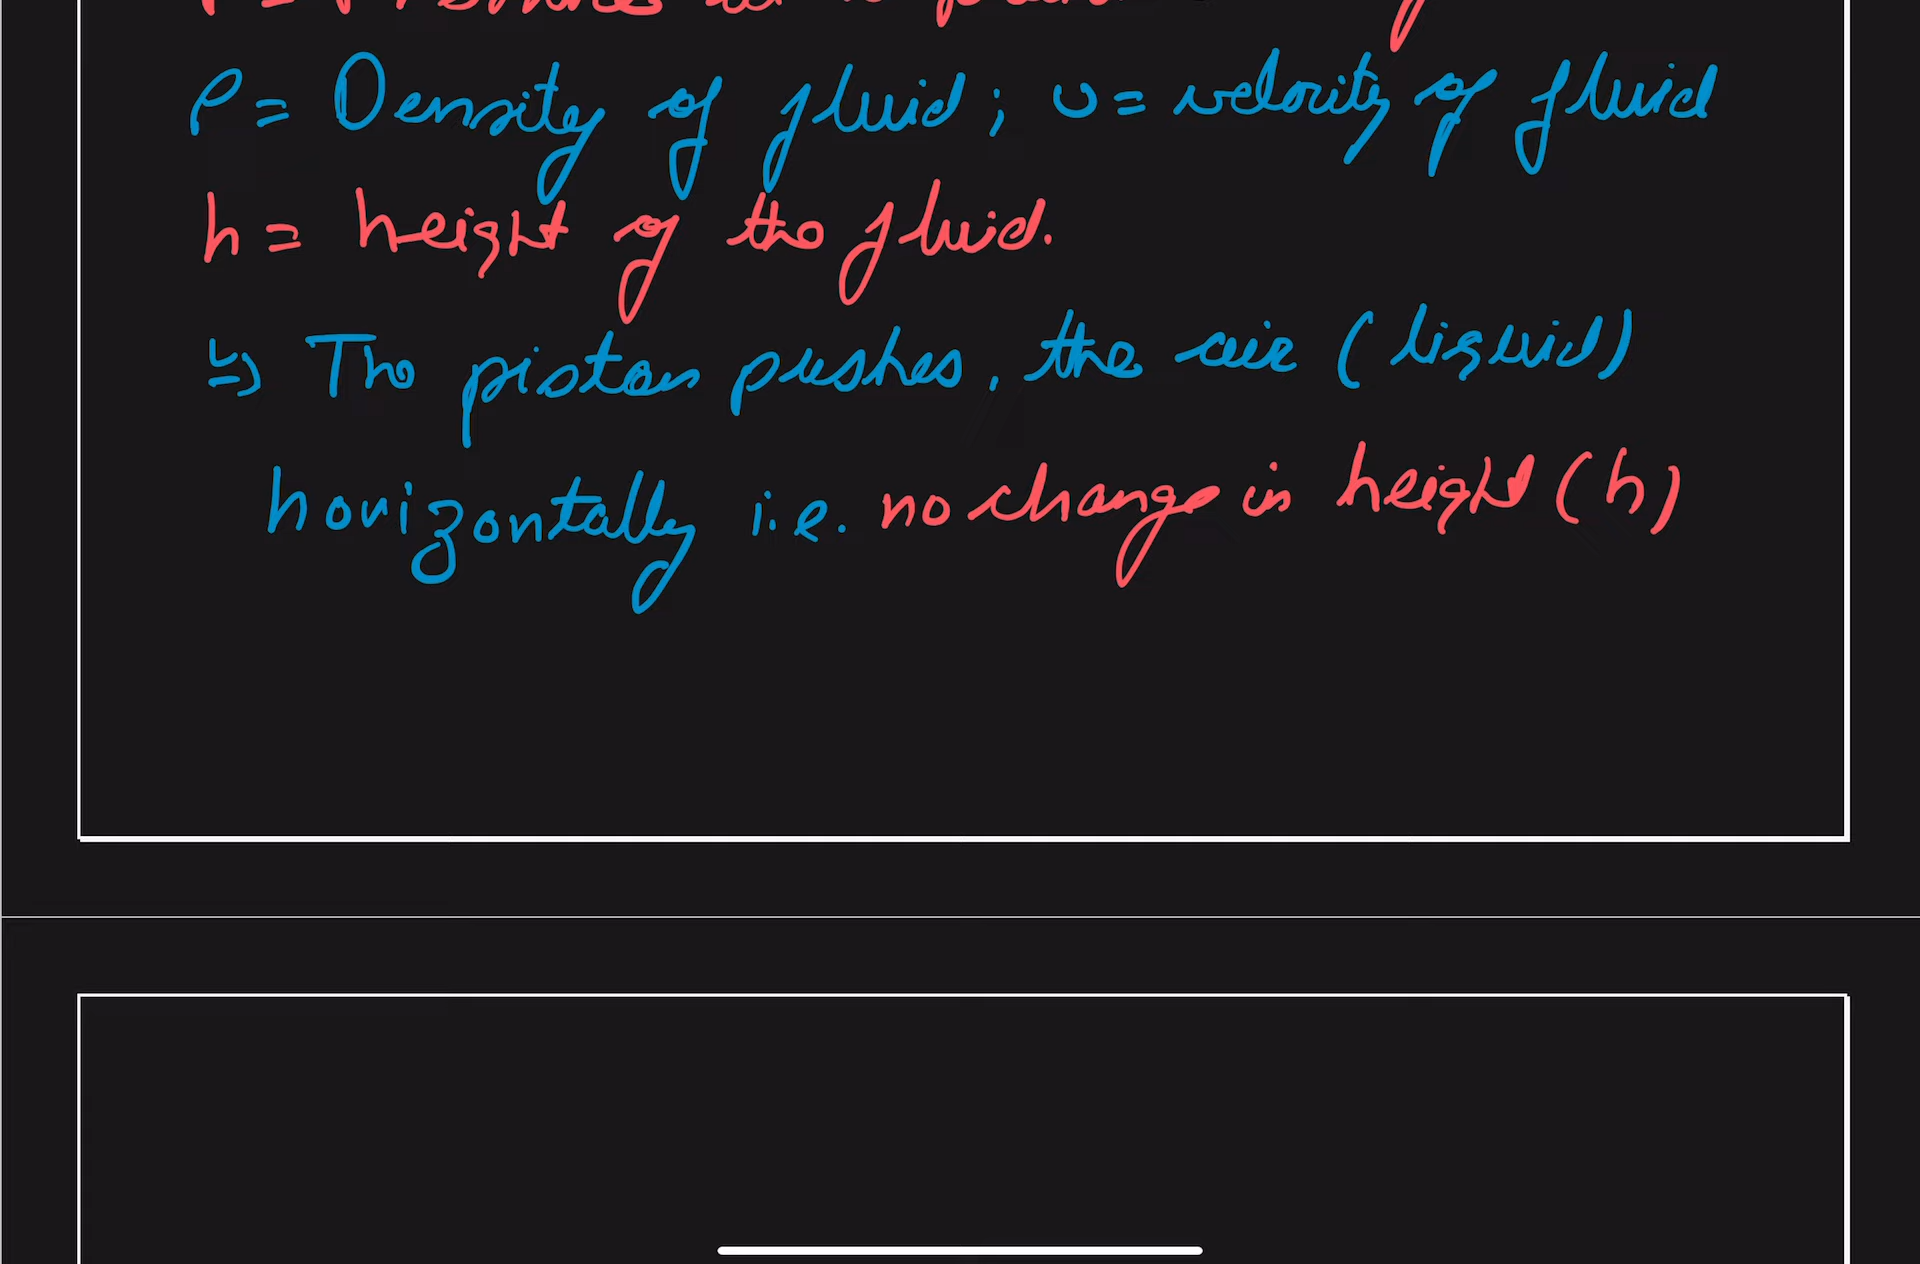 ρ = Density of fluid; υ = velocity of fluid
h = height of the fluid.
↳ The piston pushes, the air (liquid)
horizontally i.e. no change in height (h)